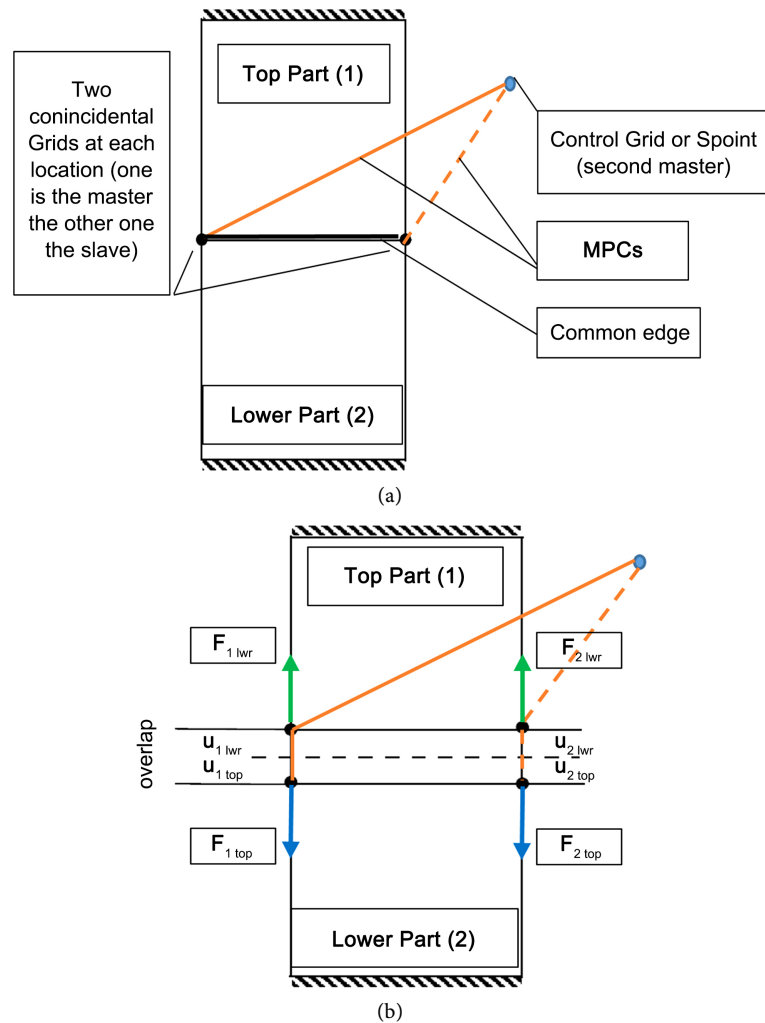 Top Part (1)
Two
conincidental
Grids at each
location (one
is the master
the other one
the slave)
Control Grid or Spoint
(second master)
MPCs
Common edge
Lower Part (2)
(a)
Top Part (1)
F1 lwr
F2 lwr
overlap
u1 lwr
u2 lwr
u1 top
u2 top
F1 top
F2 top
Lower Part (2)
(b)